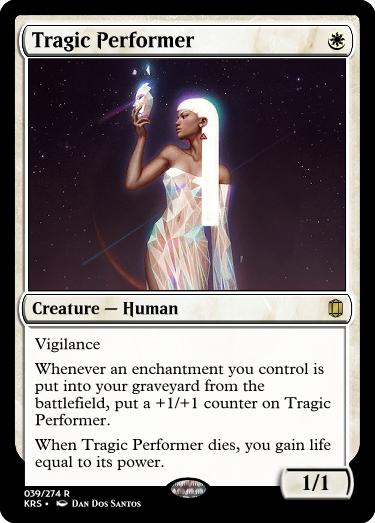 Tragic Performer
Creature — Human
Vigilance
Whenever an enchantment you control is
put into your graveyard from the
battlefield, put a +1/+1 counter on Tragic
Performer.
When Tragic Performer dies, you gain life
equal to its power.
1/1
039/274 R
KRS • Dan Dos Santos